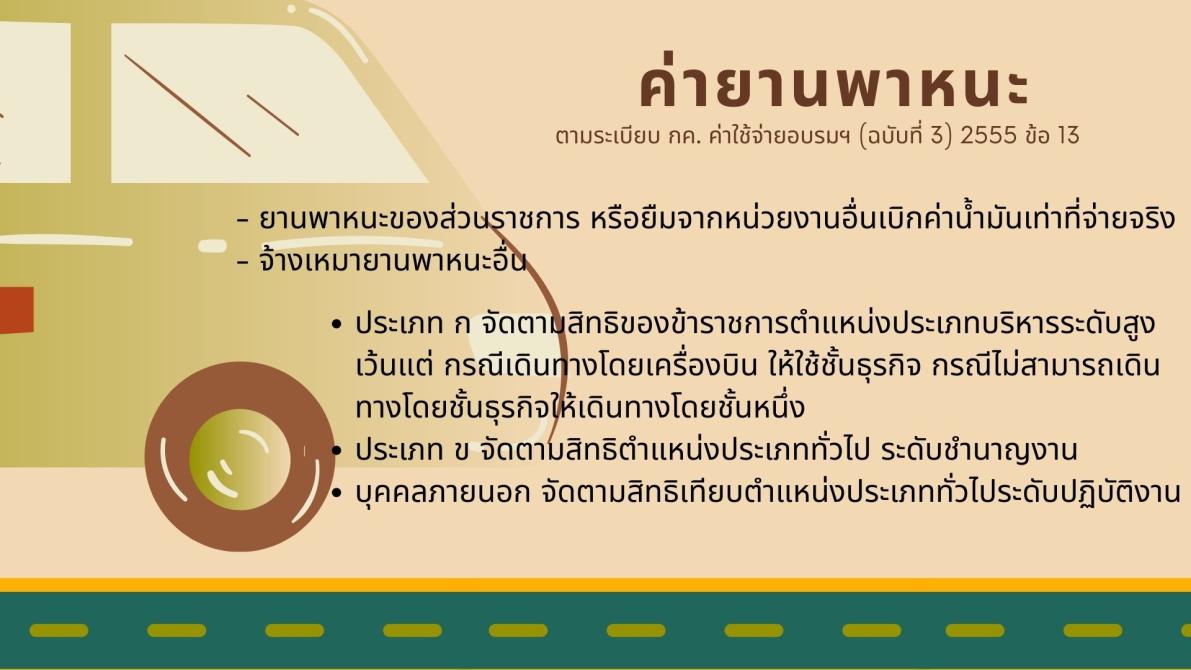 ค่ายานพาหนะ
ตามระเบียบ กค. ค่าใช้จ่ายอบรมฯ (ฉบับที่ 3) 2555 ข้อ 13
– ยานพาหนะของส่วนราชการ หรือยืมจากหน่วยงานอื่นเบิกค่าน้ำมันเท่าที่จ่ายจริง
– จ้างเหมายานพาหนะอื่น
• ประเภท ก จัดตามสิทธิของข้าราชการตำแหน่งประเภทบริหารระดับสูง
เว้นแต่ กรณีเดินทางโดยเครื่องบิน ให้ใช้ชั้นธุรกิจ กรณีไม่สามารถเดิน
ทางโดยชั้นธุรกิจให้เดินทางโดยชั้นหนึ่ง
• ประเภท ข จัดตามสิทธิตำแหน่งประเภททั่วไป ระดับชำนาญงาน
• บุคคลภายนอก จัดตามสิทธิเทียบตำแหน่งประเภททั่วไประดับปฏิบัติงาน